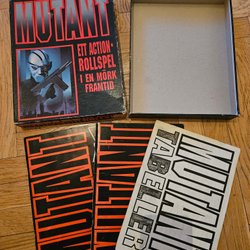 MUTANT
ETT ACTION-
ROLLSPEL
I EN MÖRK
FRAMTID
MUTANT
MUTANT
MUTANT
TABELLER